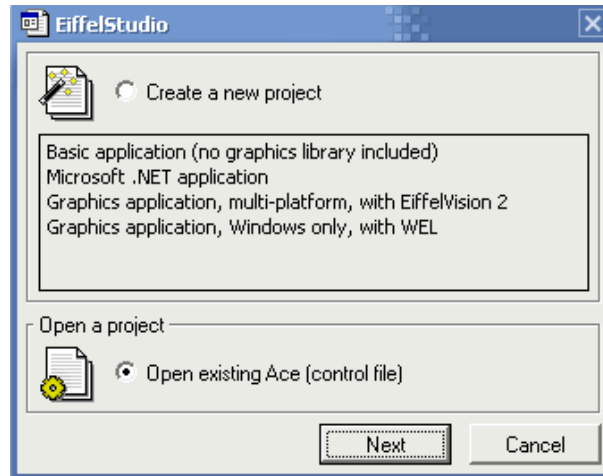 EiffelStudio
Create a new project
Basic application (no graphics library included)
Microsoft .NET application
Graphics application, multi-platform, with EiffelVision 2
Graphics application, Windows only, with WEL
Open a project
Open existing Ace (control file)
Next Cancel